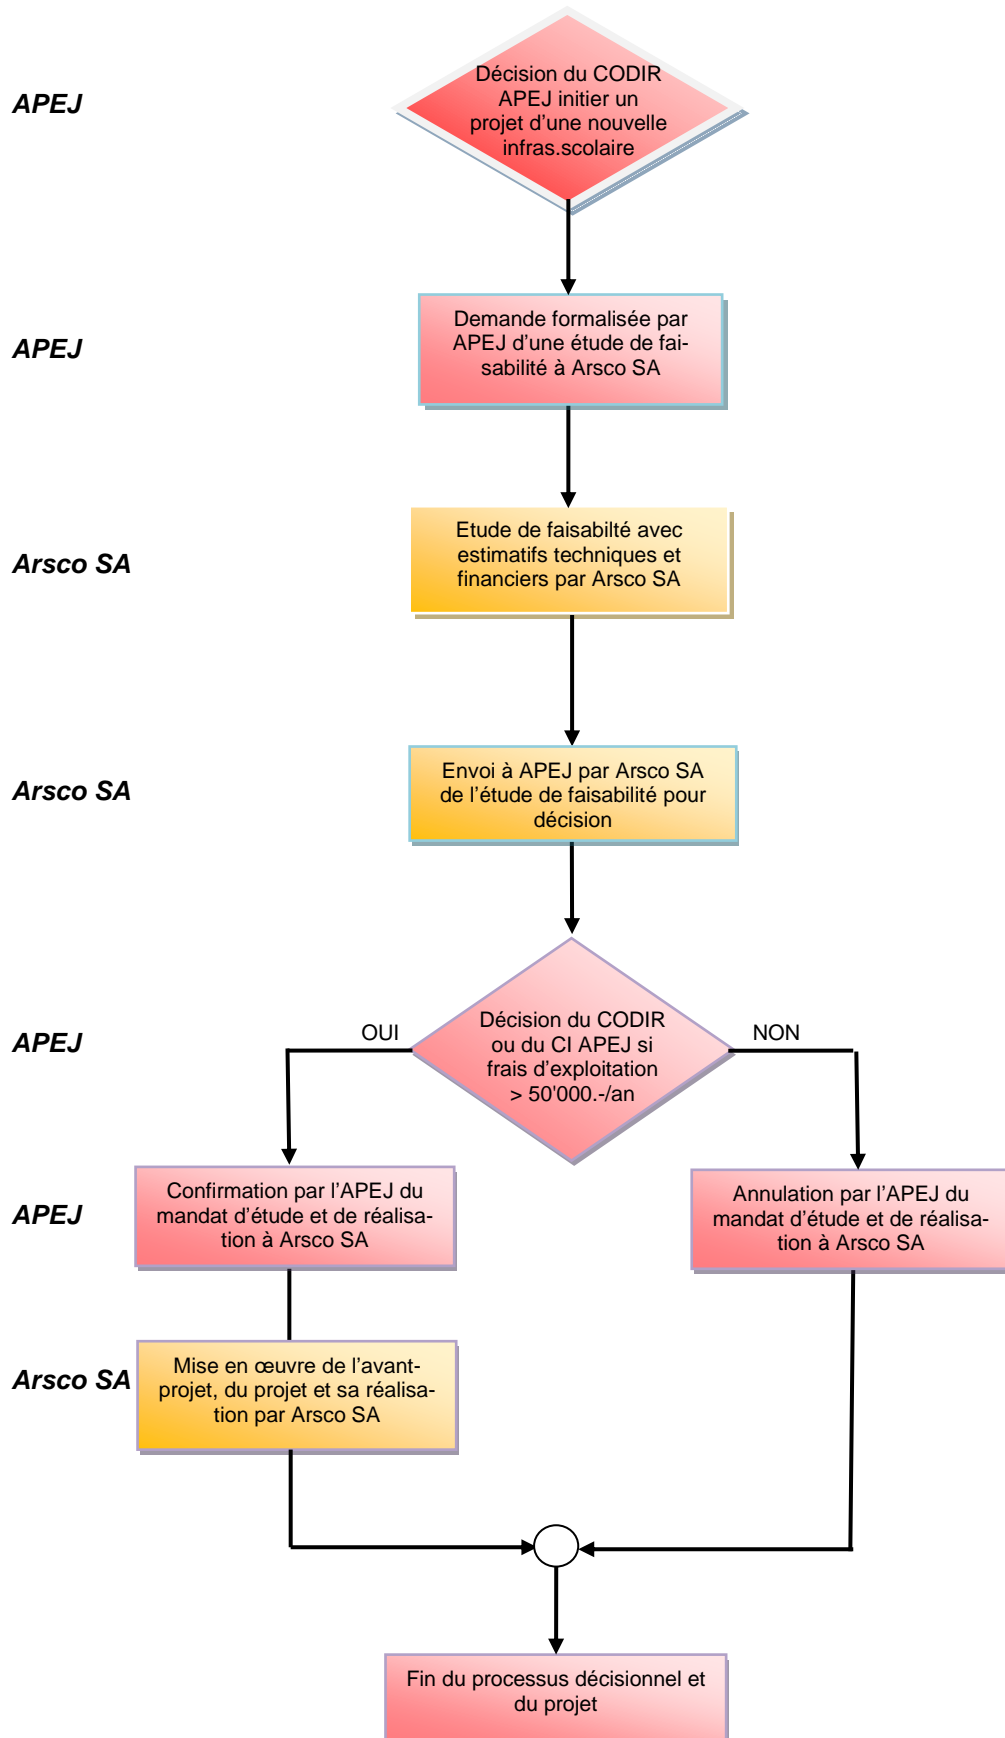 APEJ
Décision du CODIR
APEJ initier un
projet d'une nouvelle
infras.scolaire
APEJ
Demande formalisée par
APEJ d'une étude de fai-
sabilité à Arsco SA
Arsco SA
Etude de faisabilté avec
estimatifs techniques et
financiers par Arsco SA
Arsco SA
Envoi à APEJ par Arsco SA
de l'étude de faisabilité pour
décision
APEJ
OUI
Décision du CODIR
ou du CI APEJ si
frais d'exploitation
> 50'000.-/an
NON
APEJ
Confirmation par l'APEJ du
mandat d'étude et de réalisa-
tion à Arsco SA
Annulation par l'APEJ du
mandat d'étude et de réalisa-
tion à Arsco SA
Arsco SA
Mise en œuvre de l'avant-
projet, du projet et sa réalisa-
tion par Arsco SA
Fin du processus décisionnel et
du projet